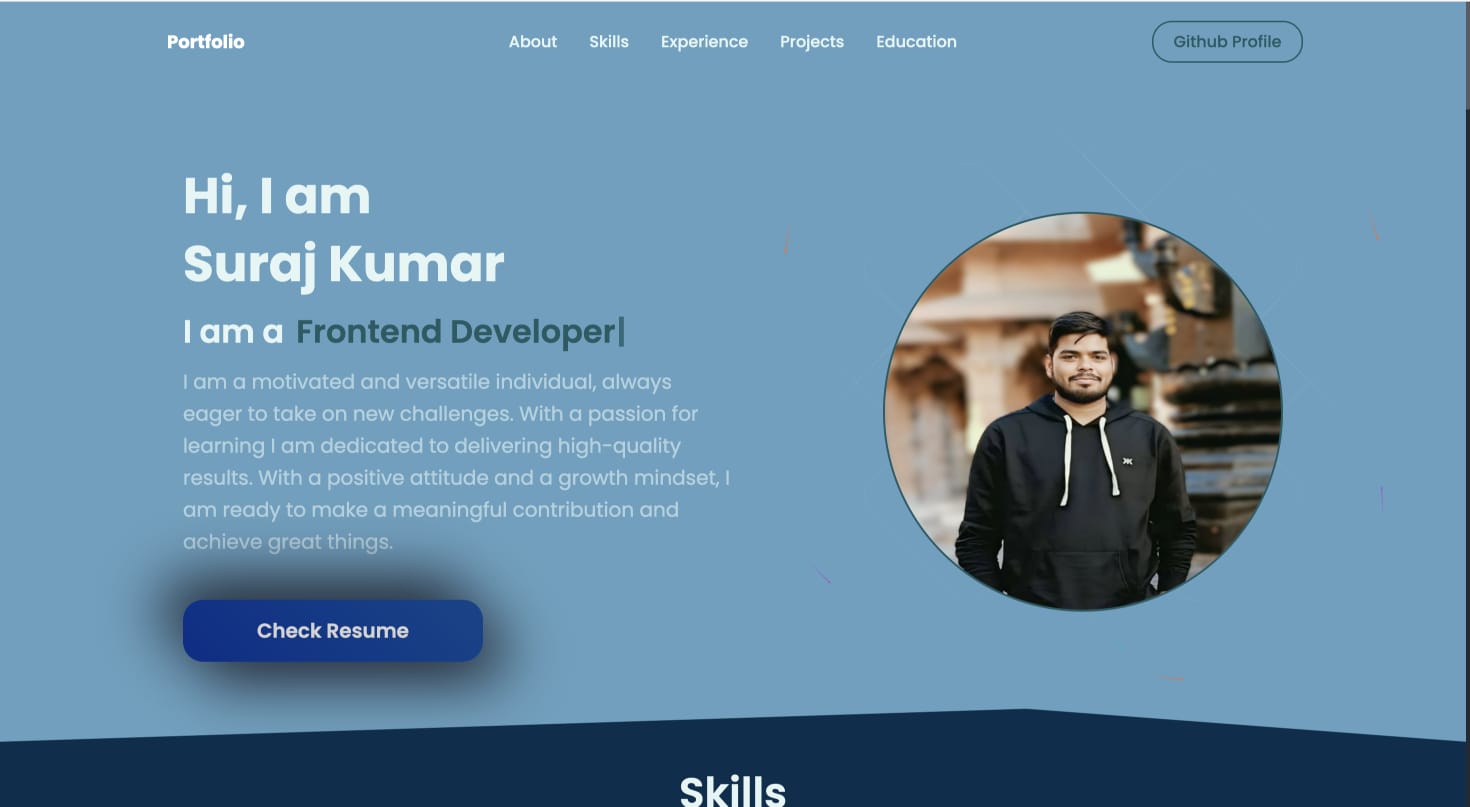 Portfolio
About Skills Experience Projects Education
Github Profile
Hi, I am
Suraj Kumar
I am a Frontend Developer|
I am a motivated and versatile individual, always
eager to take on new challenges. With a passion for
learning I am dedicated to delivering high-quality
results. With a positive attitude and a growth mindset, I
am ready to make a meaningful contribution and
achieve great things.
Check Resume
Skills